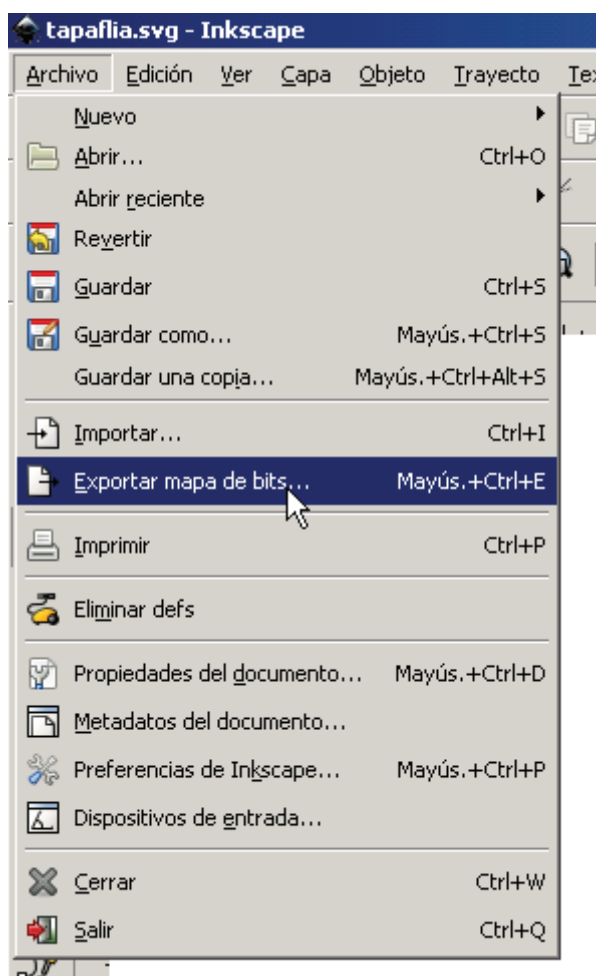 tapaflia.svg - Inkscape
Archivo Edición Ver Capa Objeto Trayecto
Nuevo
Abrir... Ctrl+O
Abrir reciente
Revertir
Guardar Ctrl+S
Guardar como... Mayús.+Ctrl+S
Guardar una copia... Mayús.+Ctrl+Alt+S
Importar... Ctrl+I
Exportar mapa de bits... Mayús.+Ctrl+E
Imprimir Ctrl+P
Eliminar defs
Propiedades del documento... Mayús.+Ctrl+D
Metadatos del documento...
Preferencias de Inkscape... Mayús.+Ctrl+P
Dispositivos de entrada...
Cerrar Ctrl+W
Salir Ctrl+Q